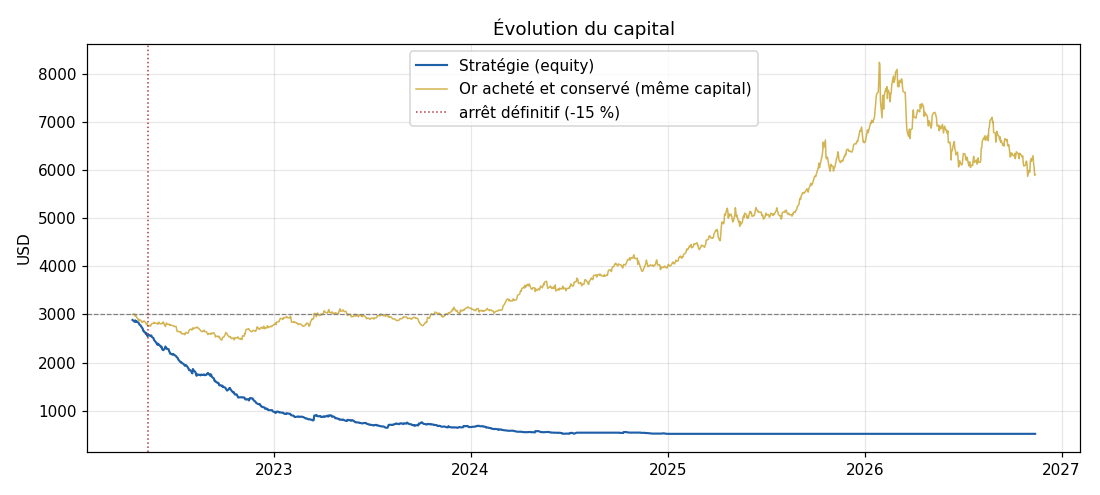 Évolution du capital
Stratégie (equity)
Or acheté et conservé (même capital)
arrêt définitif (-15 %)
USD
8000
7000
6000
5000
4000
3000
2000
1000
2023
2024
2025
2026
2027